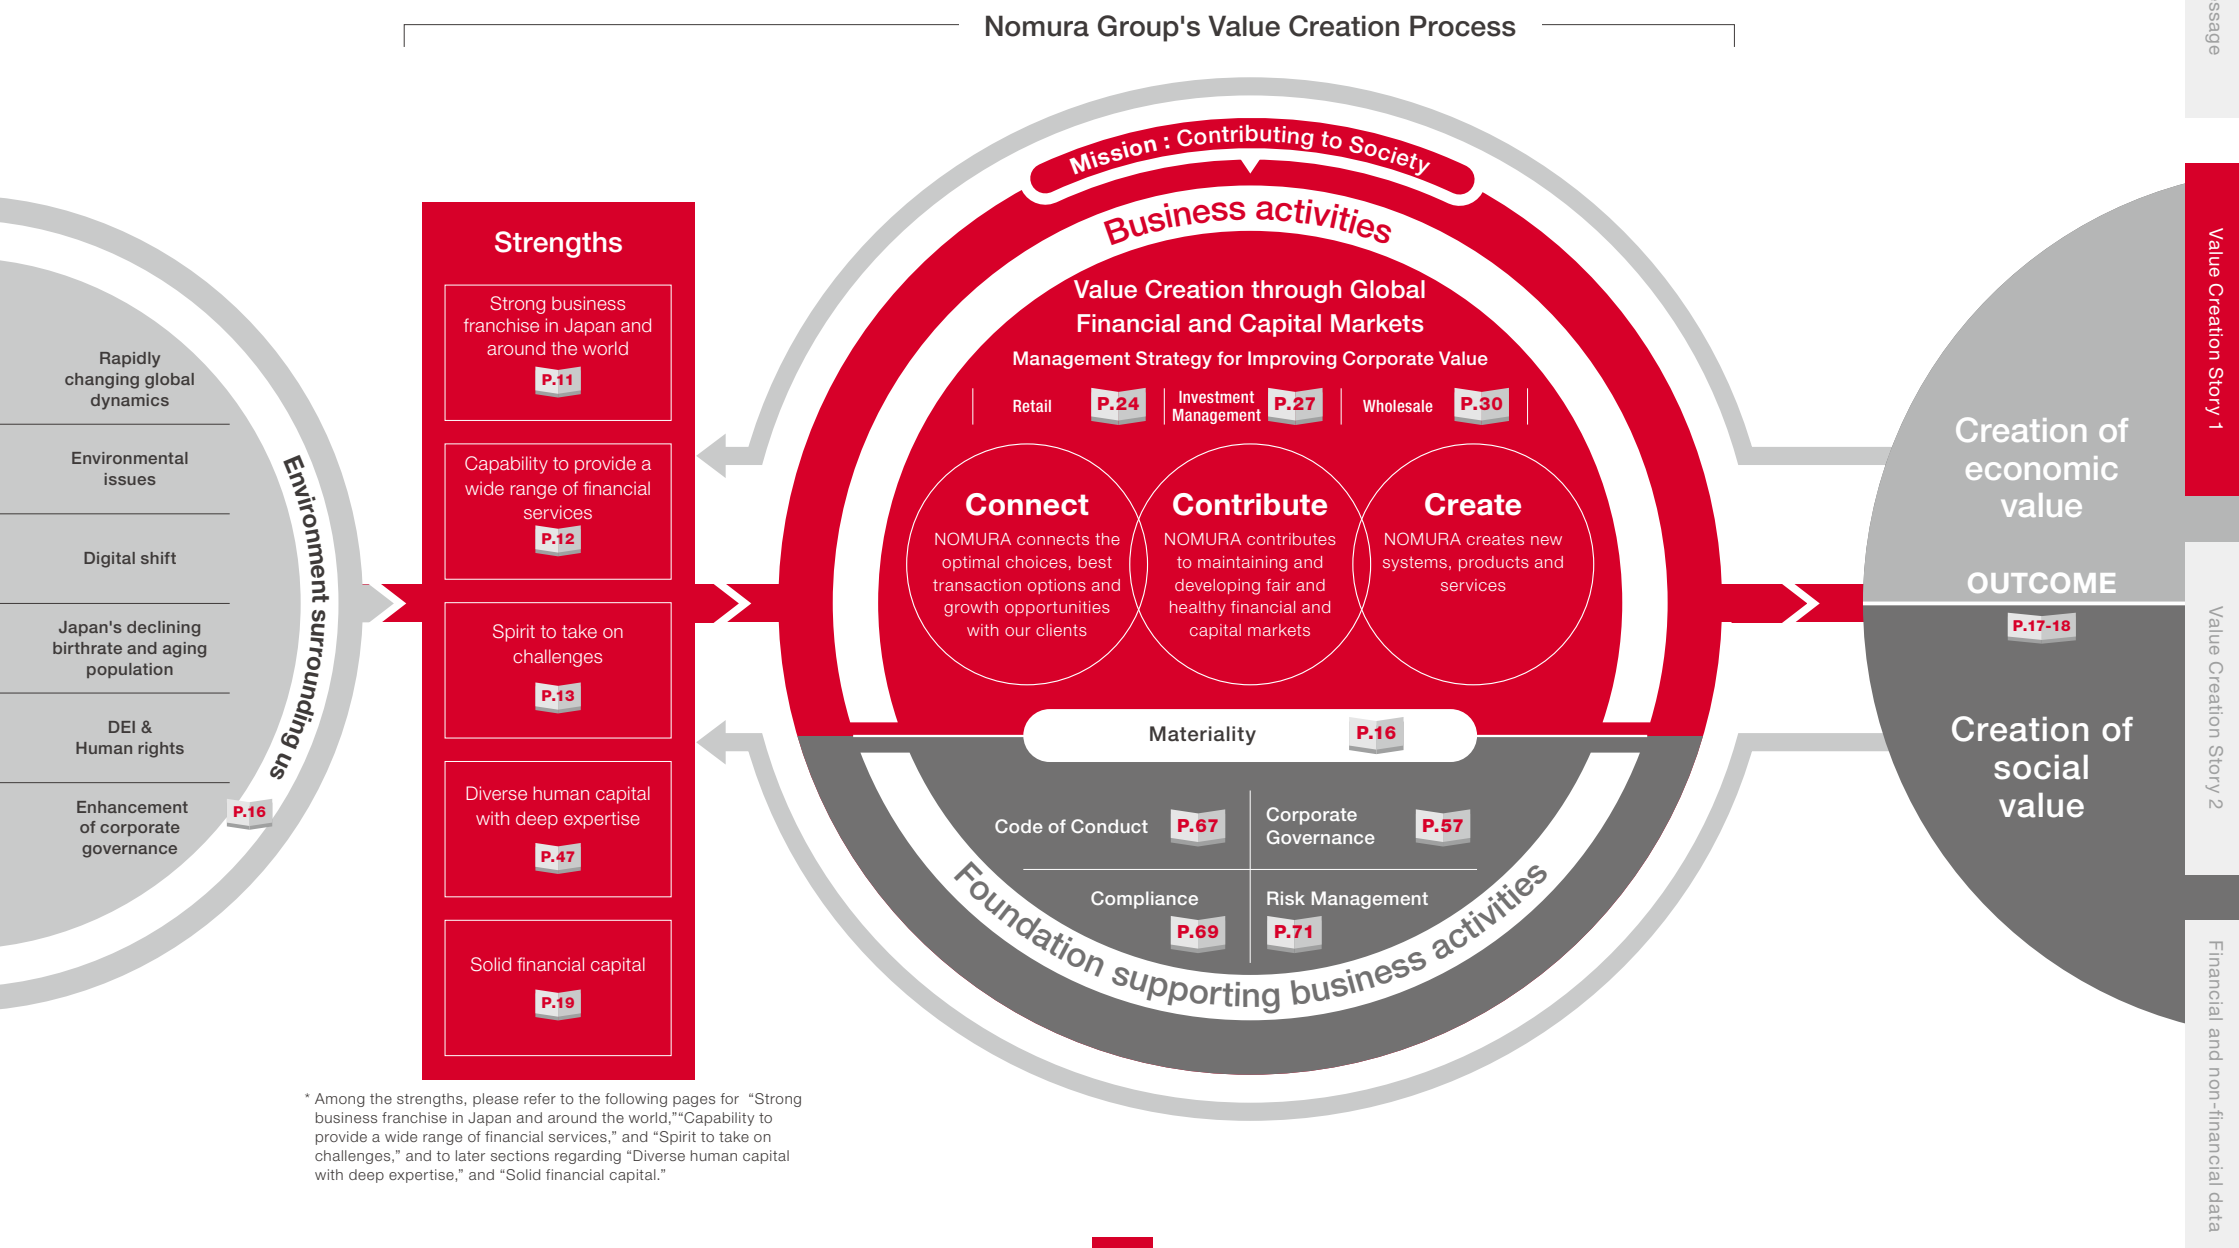 Nomura Group's Value Creation Process
Rapidly
changing global
dynamics
Environmental
issues
Digital shift
Japan's declining
birthrate and aging
population
DEI &
Human rights
Enhancement
of corporate
governance
P.16
Environment surrounding us
Strengths
Strong business
franchise in Japan and
around the world
P.11
Capability to provide a
wide range of financial
services
P.12
Spirit to take on
challenges
P.13
Diverse human capital
with deep expertise
P.47
Solid financial capital
P.19
* Among the strengths, please refer to the following pages for “Strong
business franchise in Japan and around the world,”“Capability to
provide a wide range of financial services,” and “Spirit to take on
challenges,” and to later sections regarding “Diverse human capital
with deep expertise,” and “Solid financial capital.”
Mission : Contributing to Society
Business activities
Value Creation through Global
Financial and Capital Markets
Management Strategy for Improving Corporate Value
Retail P.24
Investment
Management P.27
Wholesale P.30
Connect
NOMURA connects the
optimal choices, best
transaction options and
growth opportunities
with our clients
Contribute
NOMURA contributes
to maintaining and
developing fair and
healthy financial and
capital markets
Create
NOMURA creates new
systems, products and
services
Materiality P.16
Code of Conduct P.67
Corporate
Governance P.57
Compliance
P.69
Risk Management
P.71
Foundation supporting business activities
Creation of
economic
value
OUTCOME
P.17-18
Creation of
social
value
Value Creation Story 1
Value Creation Story 2
Financial and non-financial data